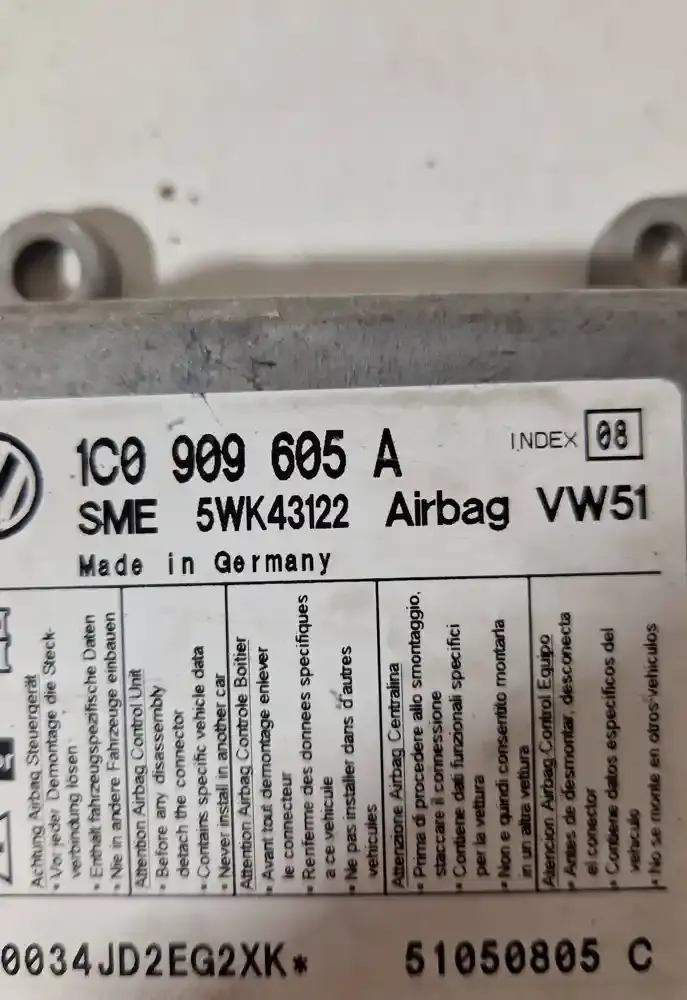 1C0 909 605 A
INDEX 08
SME 5WK43122 Airbag VW51
Made in Germany
Achtung Airbag Steuergerät
• Vor jeder Demontage die Steck-
verbindung lösen
• Enthält fahrzeugspezifische Daten
• Nie in andere Fahrzeuge einbauen
Attention Airbag Control Unit
• Before any disassembly
detach the connector
• Contains specific vehicle data
• Never install in another car
Attention Airbag Controle Boitier
• Avant tout demontage enlever
le connecteur
• Renferme des donnees specifiques
a ce vehicule
• Ne pas installer dans d'autres
vehicules
Attenzione Airbag Centralina
• Prima di procedere allo smontaggio,
staccare il connessione
• Contiene dati funzionali specifici
per la vettura
• Non e quindi consentito montarla
in un altra vettura
Atencion Airbag Control Equipo
• Antes de desmontar, desconecta
el conector
• Contiene datos especificos del
vehiculo
• No se monte en otros vehiculos
0034JD2EG2XK*
51050805 C